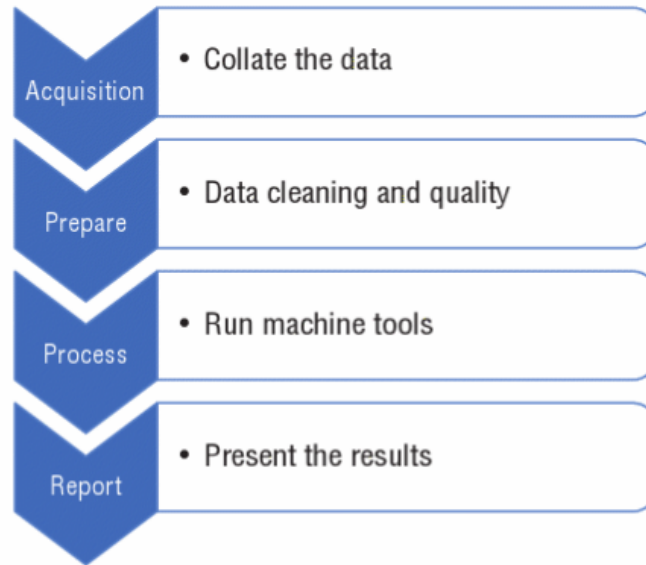 Acquisition
• Collate the data
Prepare
• Data cleaning and quality
Process
• Run machine tools
Report
• Present the results